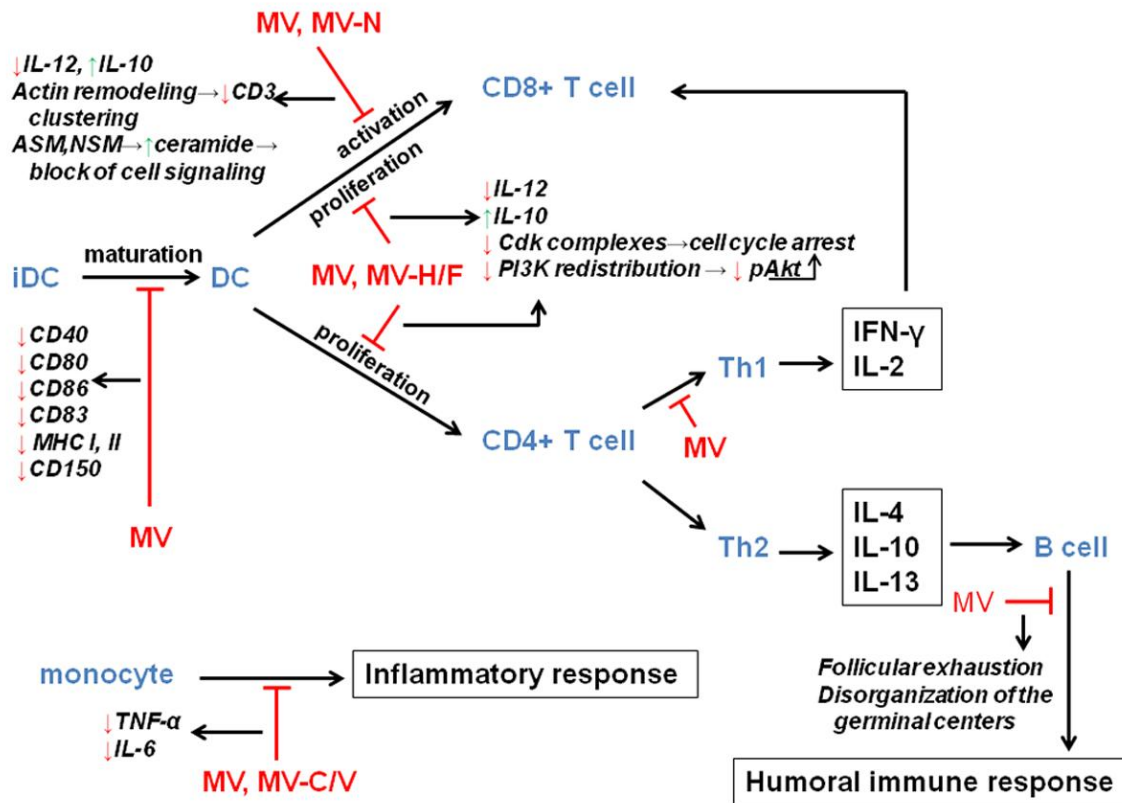 MV, MV-N
↓IL-12, ↑IL-10
Actin remodeling→↓CD3
clustering
ASM,NSM→↑ceramide→
block of cell signaling
CD8+ T cell
activation
proliferation
↓IL-12
↑IL-10
↓Cdk complexes→cell cycle arrest
↓PI3K redistribution→↓pAkt
maturation
iDC
DC
MV, MV-H/F
proliferation
↓CD40
↓CD80
↓CD86
↓CD83
↓MHC I, II
↓CD150
MV
CD4+ T cell
Th1
MV
IFN-γ
IL-2
Th2
IL-4
IL-10
IL-13
B cell
MV
Follicular exhaustion
Disorganization of the
germinal centers
Humoral immune response
monocyte
Inflammatory response
↓TNF-α
↓IL-6
MV, MV-C/V